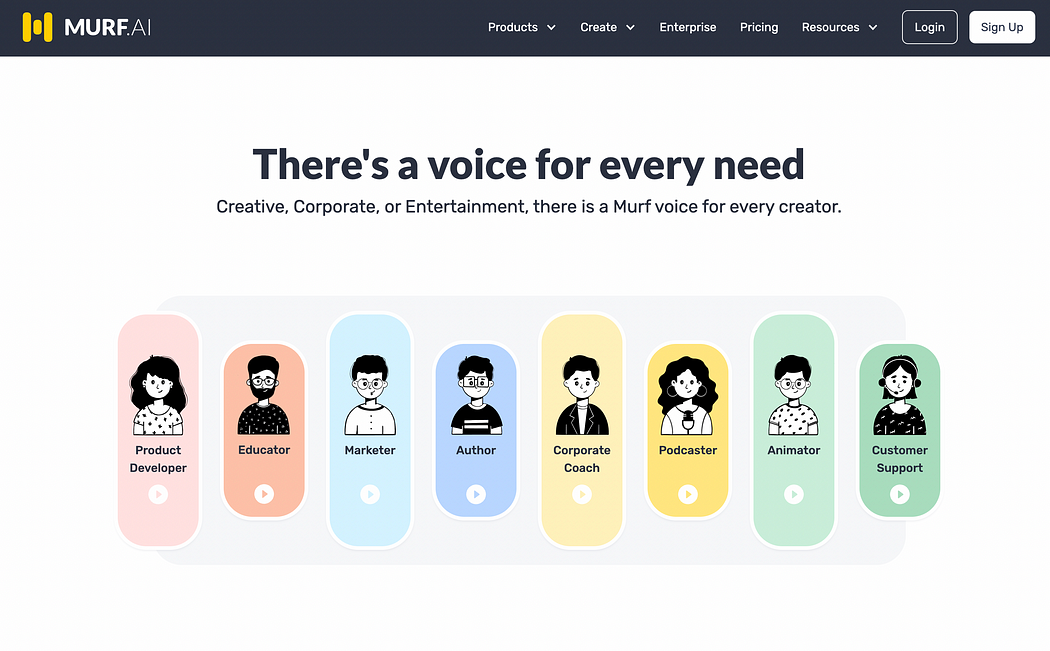 MURF.AI
Products
Create
Enterprise
Pricing
Resources
Login
Sign Up
There's a voice for every need
Creative, Corporate, or Entertainment, there is a Murf voice for every creator.
Product
Developer
Educator
Marketer
Author
Corporate
Coach
Podcaster
Animator
Customer
Support